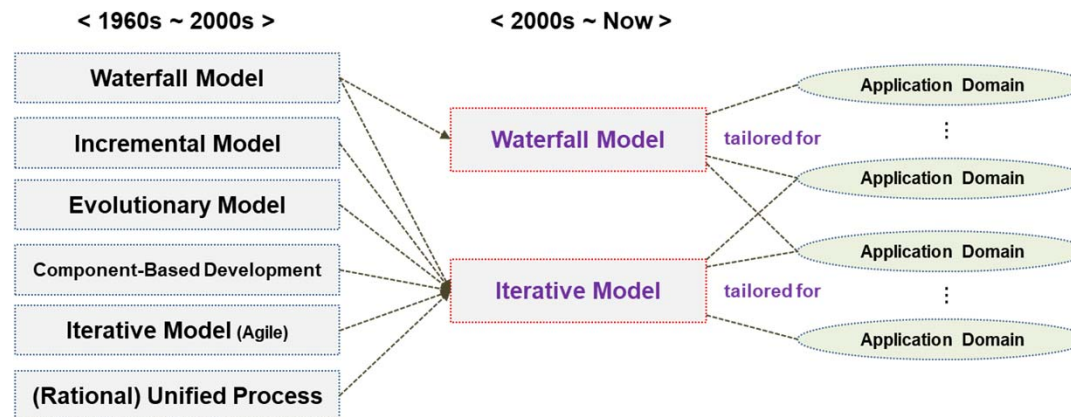 < 1960s ~ 2000s >
< 2000s ~ Now >
Waterfall Model
Incremental Model
Evolutionary Model
Component-Based Development
Iterative Model (Agile)
(Rational) Unified Process
Waterfall Model
Iterative Model
tailored for
tailored for
Application Domain
⋮
Application Domain
Application Domain
⋮
Application Domain